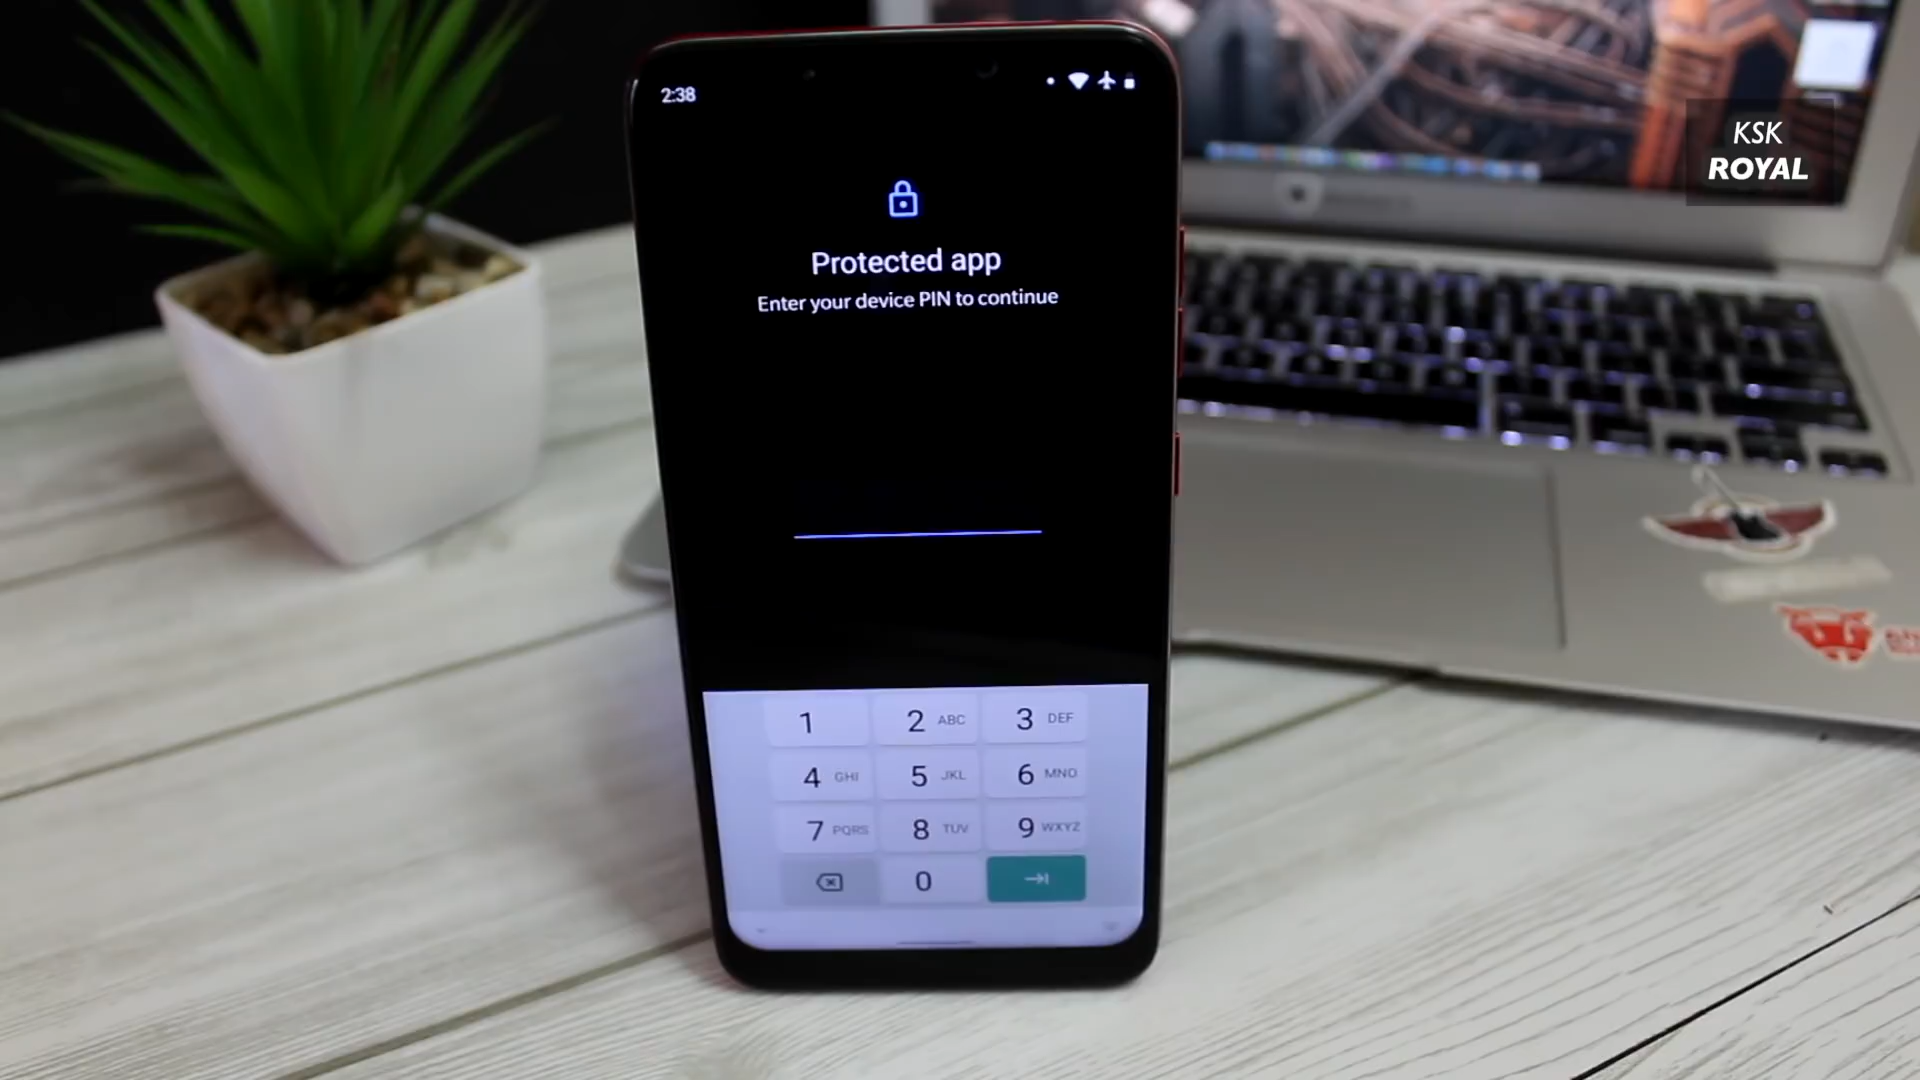 2:38
KSK
ROYAL
Protected app
Enter your device PIN to continue
1
2 ABC
3 DEF
4 GHI
5 JKL
6 MNO
7 PQRS
8 TUV
9 WXYZ
0